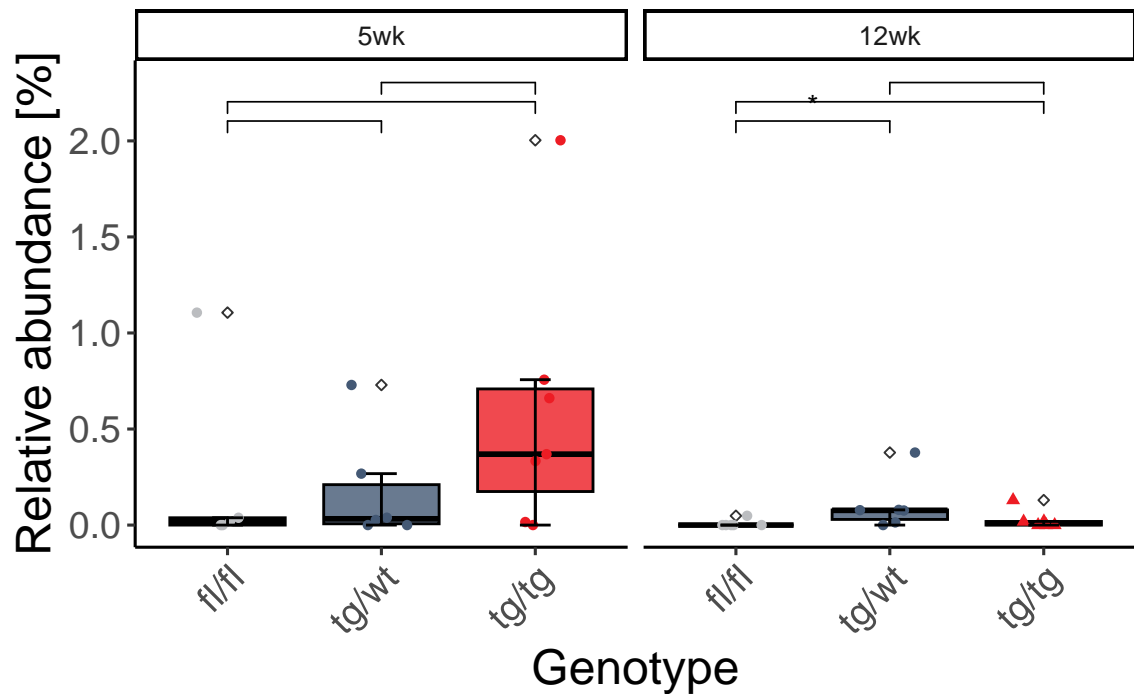 5wk
12wk
*
Relative abundance [%]
2.0
1.5
1.0
0.5
0.0
fl/fl
tg/wt
tg/tg
fl/fl
tg/wt
tg/tg
Genotype